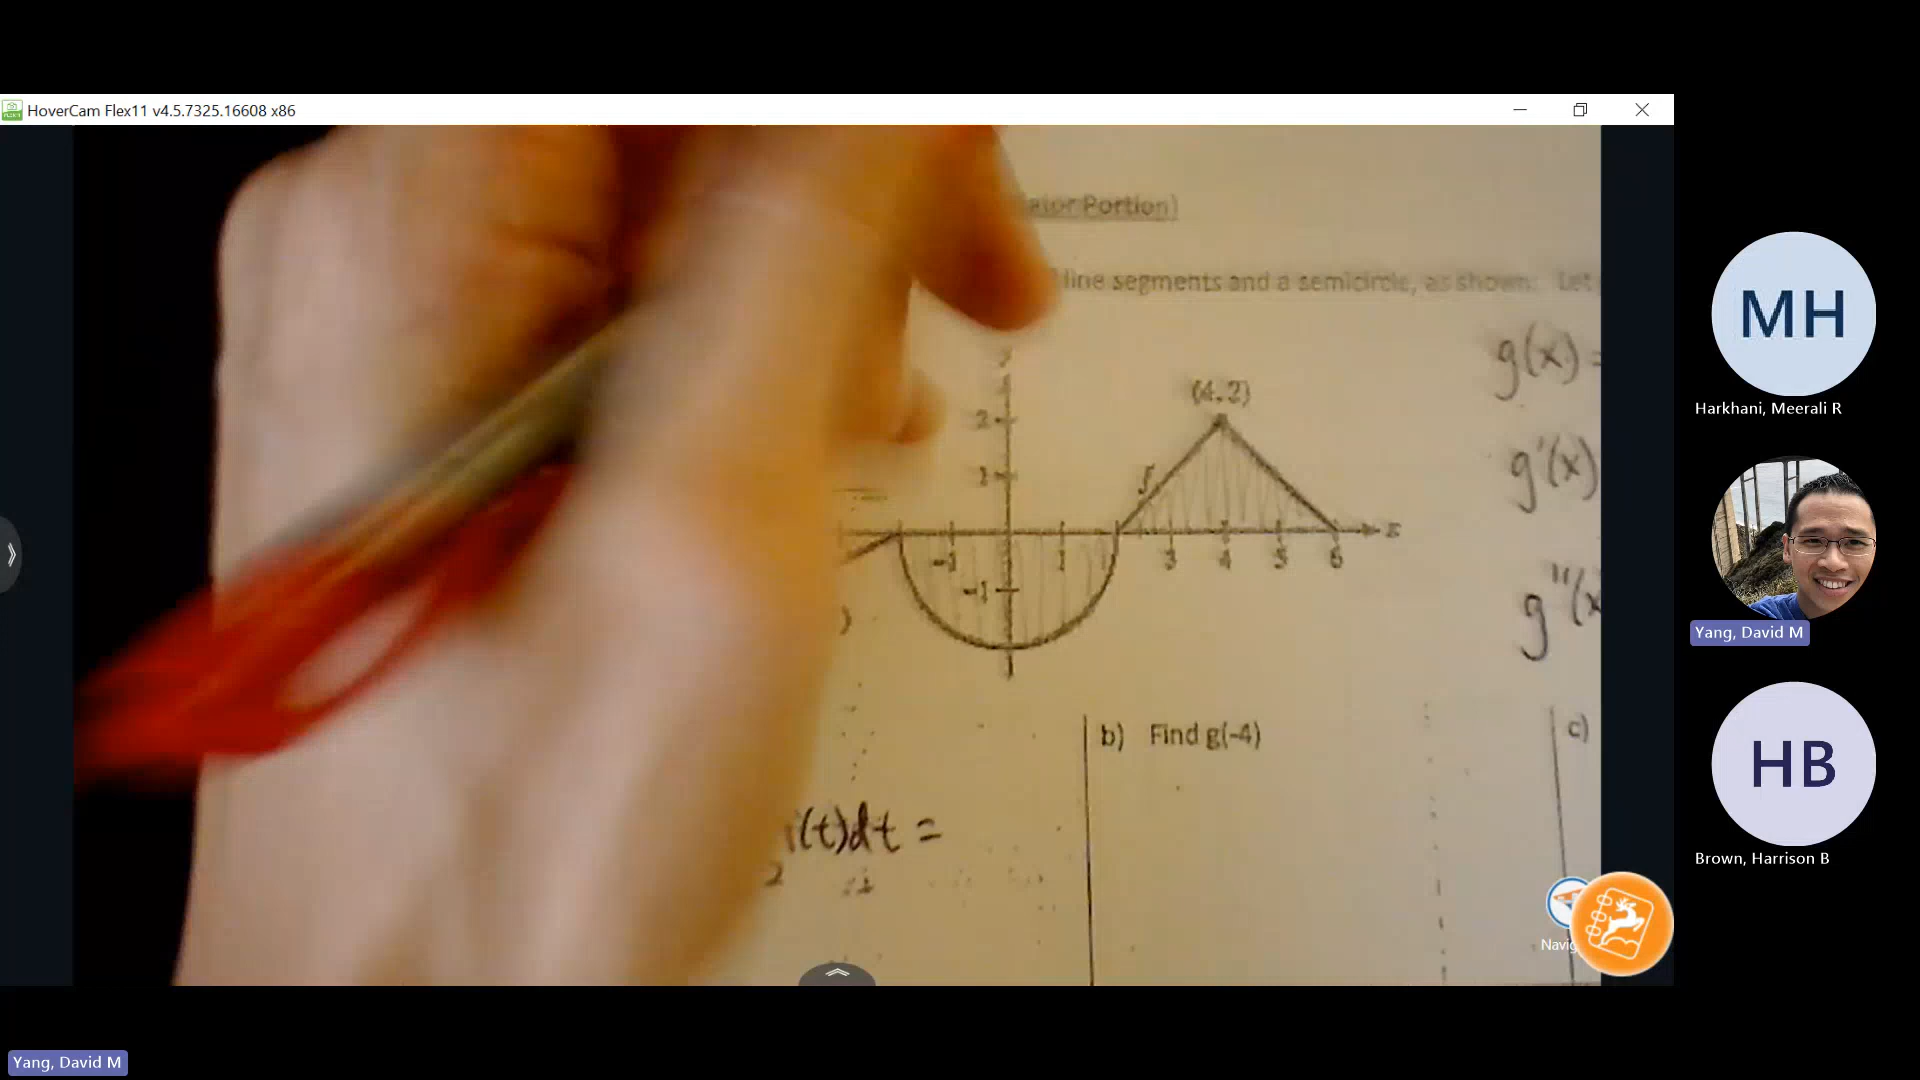 HoverCam Flex11 v4.5.7325.16608 x86
Portion)
line segments and a semicircle, as shown. Let
g(x) =
(4, 2)
2
1
f
g'(x)
-1
1
3
4
5
6
x
-1
g"(x
b) Find g(-4)
c)
(t)dt =
2
MH
Harkhani, Meerali R
Yang, David M
HB
Brown, Harrison B
Navig
Yang, David M